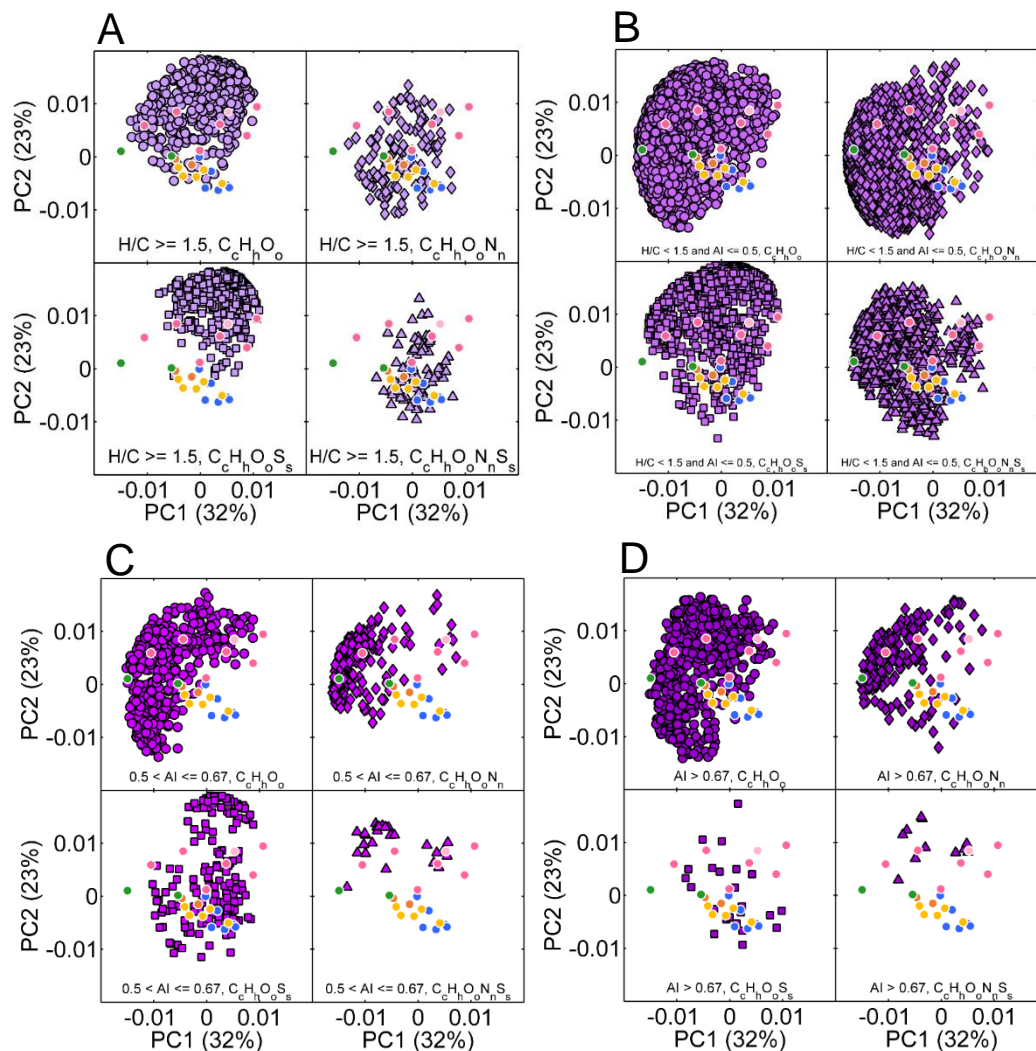 A
B
PC2 (23%)
0.01
0
-0.01
H/C >= 1.5, CcHhOo
H/C >= 1.5, CcHhOoNn
PC2 (23%)
0.01
0
-0.01
H/C >= 1.5, CcHhOoSs
H/C >= 1.5, CcHhOoNnSs
-0.01 0 0.01
-0.01 0 0.01
PC1 (32%)
PC1 (32%)
PC2 (23%)
0.01
0
-0.01
H/C < 1.5 and AI <= 0.5, CcHhOo
H/C < 1.5 and AI <= 0.5, CcHhOoNn
PC2 (23%)
0.01
0
-0.01
H/C < 1.5 and AI <= 0.5, CcHhOoSs
H/C < 1.5 and AI <= 0.5, CcHhOoNnSs
-0.01 0 0.01
-0.01 0 0.01
PC1 (32%)
PC1 (32%)
C
D
PC2 (23%)
0.01
0
-0.01
0.5 < AI <= 0.67, CcHhOo
0.5 < AI <= 0.67, CcHhOoNn
PC2 (23%)
0.01
0
-0.01
0.5 < AI <= 0.67, CcHhOoSs
0.5 < AI <= 0.67, CcHhOoNnSs
-0.01 0 0.01
-0.01 0 0.01
PC1 (32%)
PC1 (32%)
PC2 (23%)
0.01
0
-0.01
AI > 0.67, CcHhOo
AI > 0.67, CcHhOoNn
PC2 (23%)
0.01
0
-0.01
AI > 0.67, CcHhOoSs
AI > 0.67, CcHhOoNnSs
-0.01 0 0.01
-0.01 0 0.01
PC1 (32%)
PC1 (32%)